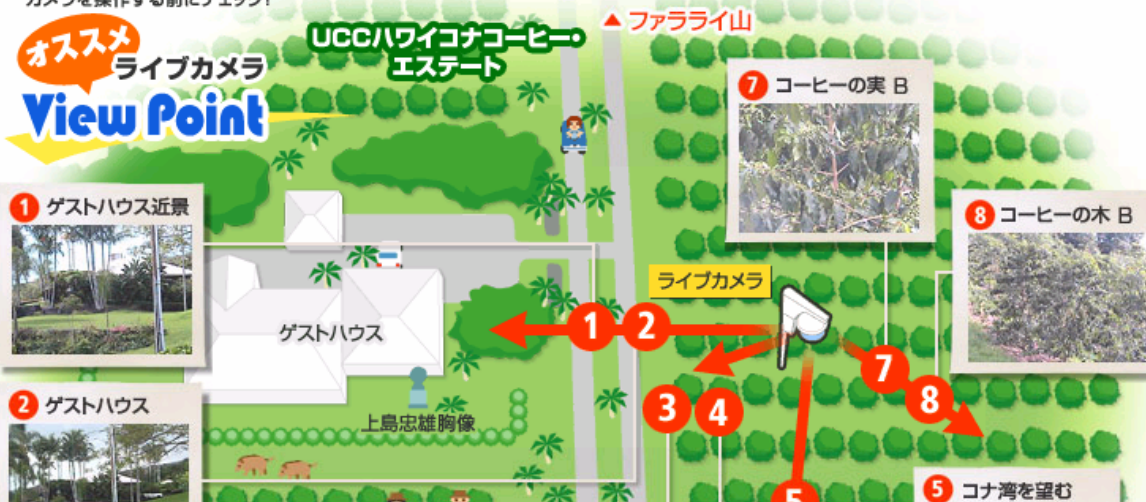 カメラを操作する前にチェック!
オススメ
ライブカメラ
View Point
UCCハワイコナコーヒー・
エステート
▲ ファラライ山
7 コーヒーの実 B
1 ゲストハウス近景
8 コーヒーの木 B
ライブカメラ
1 2
ゲストハウス
7
8
3 4
2 ゲストハウス
上島忠雄胸像
5
5 コナ湾を望む